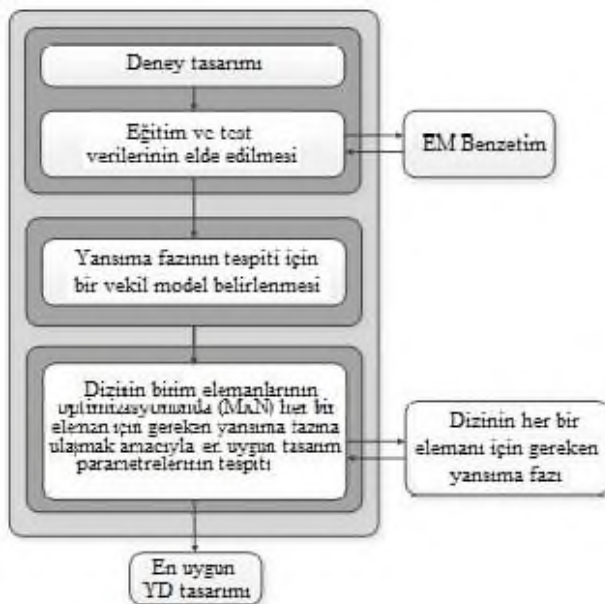 Deney tasarımı
Eğitim ve test
verilerinin elde edilmesi
EM Benzetim
Yansıma fazının tespiti için
bir vekil model belirlenmesi
Dizisin birim elemanlarının
optimizasyonunda (MxN) her bir
eleman için gereken yansıma fazına
ulaşmak amacıyla en uygun tasarım
parametrelerinin tespiti
Dizinin her bir
elemanı için gereken
yansıma fazı
En uygun
YD tasarımı